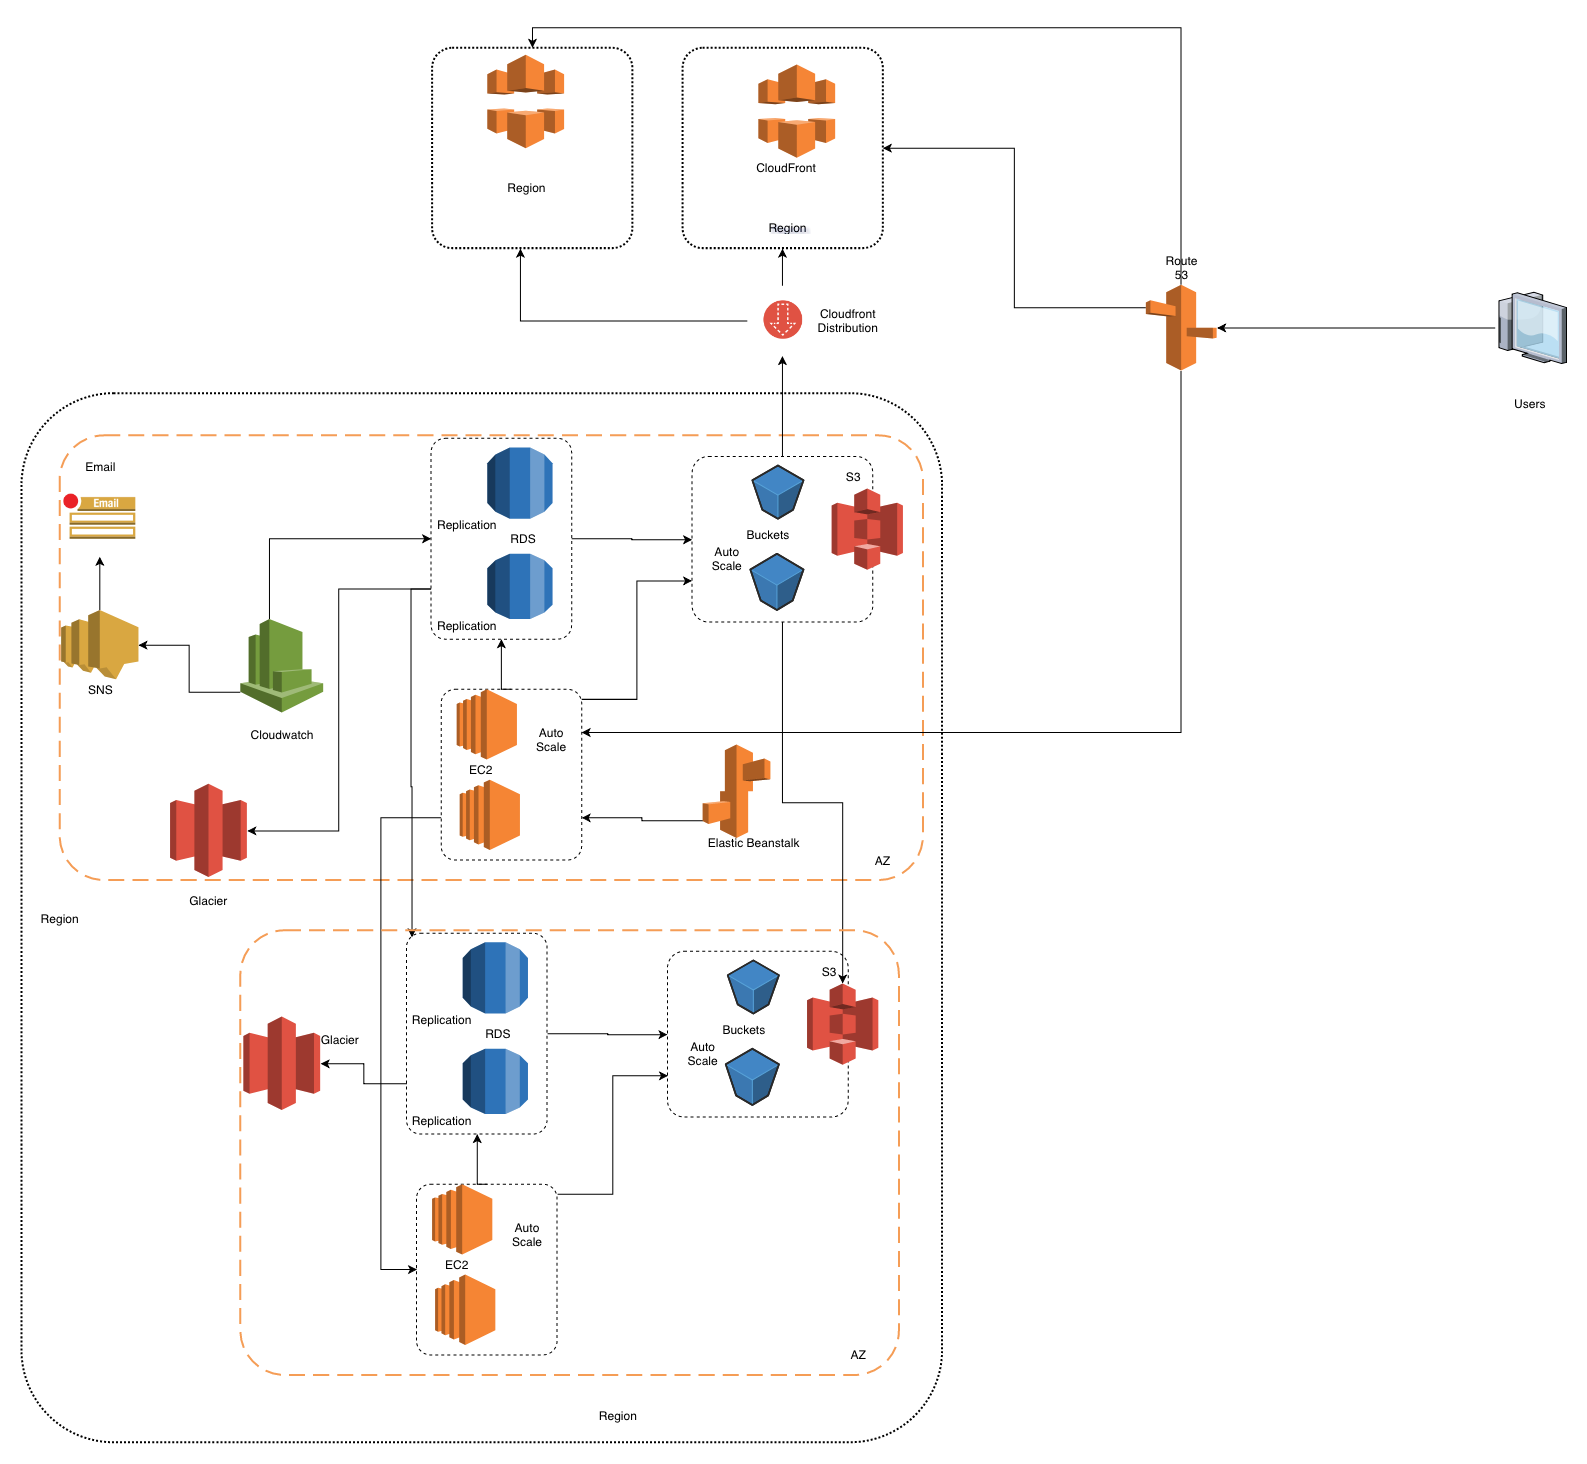 Region
CloudFront
Region
Route
53
Cloudfront
Distribution
Users
Email
Email
S3
Replication
RDS
Buckets
Auto
Scale
Replication
SNS
Cloudwatch
Auto
Scale
EC2
Elastic Beanstalk
AZ
Glacier
Region
S3
Replication
RDS
Buckets
Glacier
Auto
Scale
Replication
Auto
Scale
EC2
AZ
Region